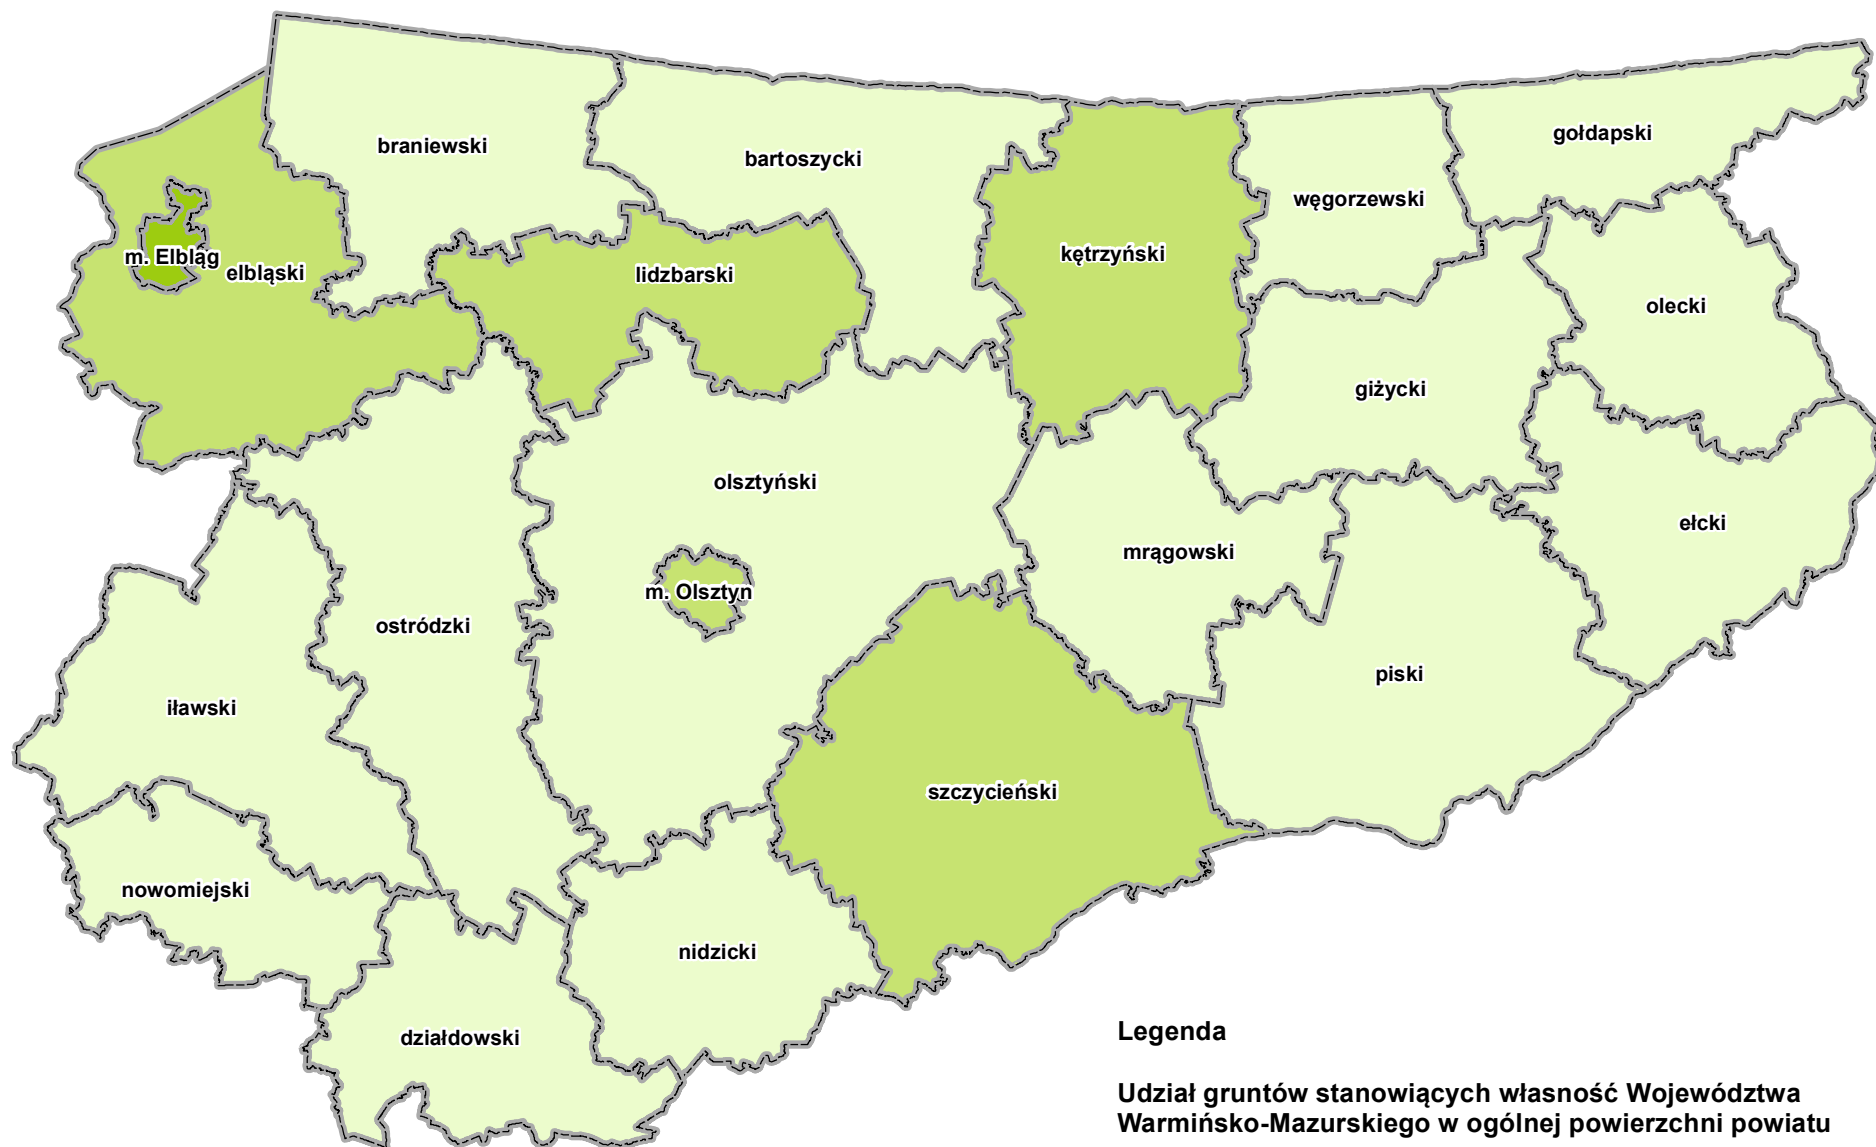 gołdapski
braniewski
bartoszycki
węgorzewski
kętrzyński
m. Elbląg
elbląski
lidzbarski
olecki
giżycki
olsztyński
ełcki
mrągowski
m. Olsztyn
ostródzki
piski
iławski
szczycieński
nowomiejski
nidzicki
działdowski
Legenda
Udział gruntów stanowiących własność Województwa
Warmińsko-Mazurskiego w ogólnej powierzchni powiatu